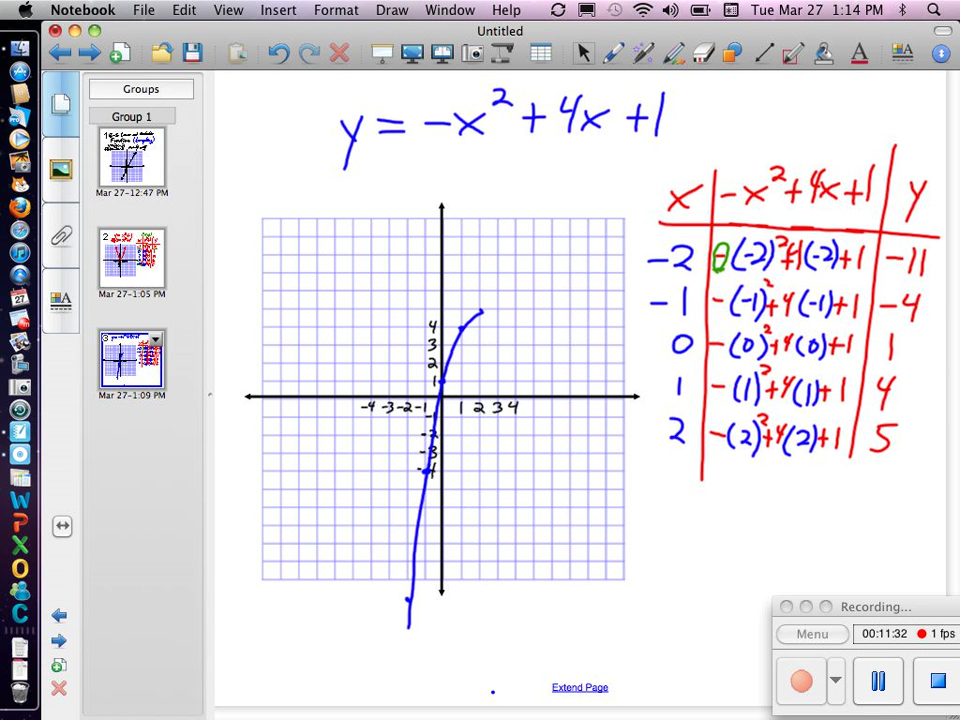 Notebook File Edit View Insert Format Draw Window Help Tue Mar 27 1:14 PM
Untitled
Groups
Group 1
Mar 27-12:47 PM
2
Mar 27-1:05 PM
3
Mar 27-1:09 PM
y = -x² + 4x + 1
x | -x² + 4x + 1 | y
-2 | -(-2)²+4(-2)+1 | -11
-1 | -(-1)²+4(-1)+1 | -4
0 | -(0)²+4(0)+1 | 1
1 | -(1)²+4(1)+1 | 4
2 | -(2)²+4(2)+1 | 5
4
3
2
1
-4 -3 -2 -1 1 2 3 4
-1
-2
-3
-4
Extend Page
Recording...
Menu 00:11:32 1 fps